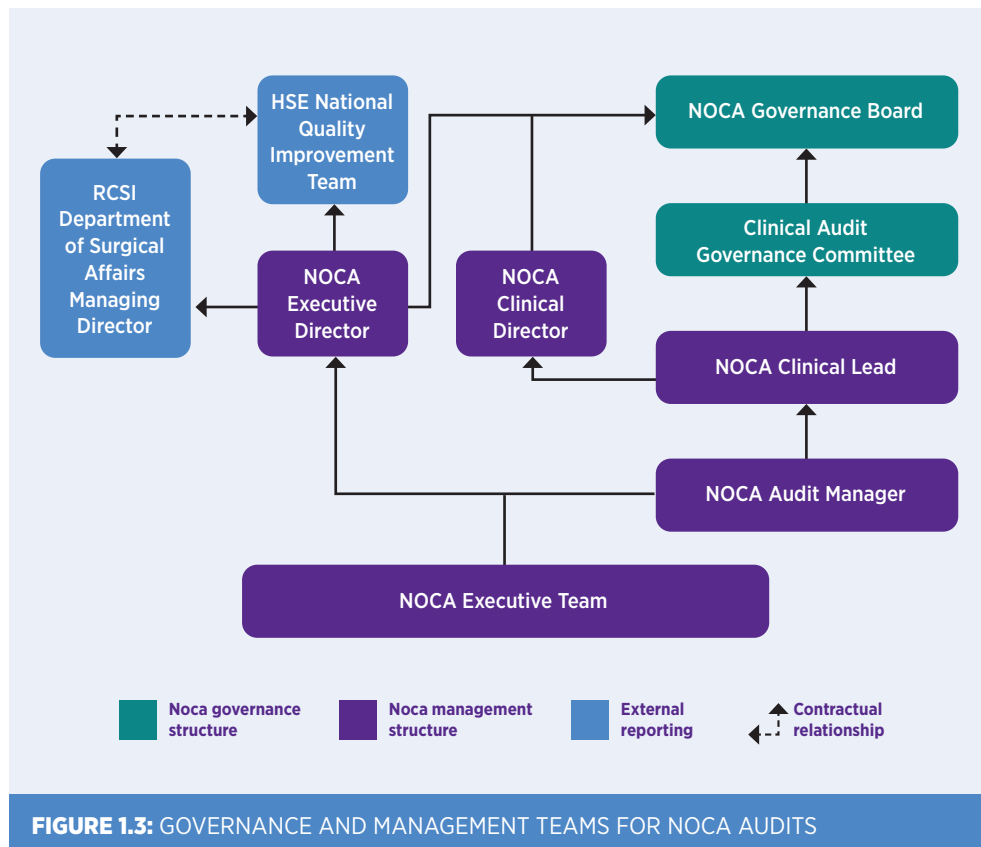 HSE National
Quality
Improvement
Team
NOCA Governance Board
RCSI
Department
of Surgical
Affairs
Managing
Director
Clinical Audit
Governance Committee
NOCA
Executive
Director
NOCA
Clinical
Director
NOCA Clinical Lead
NOCA Audit Manager
NOCA Executive Team
Noca governance
structure
Noca management
structure
External
reporting
Contractual
relationship
FIGURE 1.3: GOVERNANCE AND MANAGEMENT TEAMS FOR NOCA AUDITS